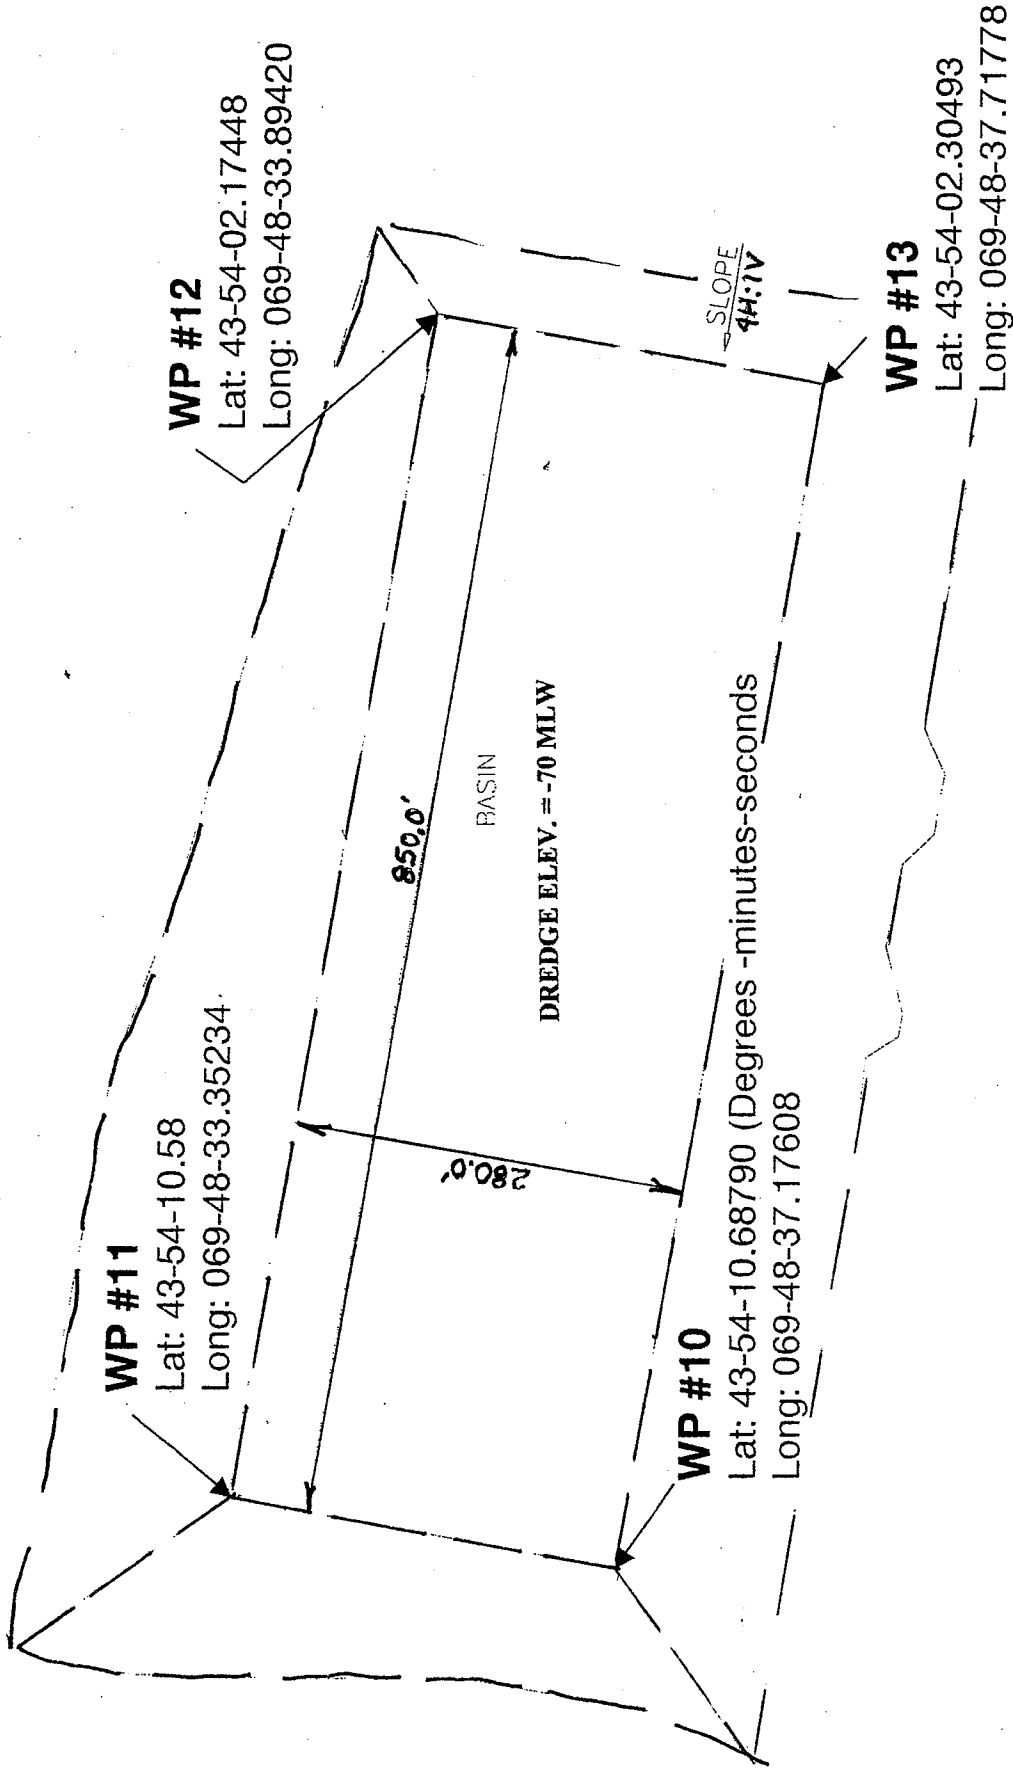 WP #11
Lat: 43-54-10.58
Long: 069-48-33.35234
WP #12
Lat: 43-54-02.17448
Long: 069-48-33.89420
850.0'
280.0'
BASIN
DREDGE ELEV. = -70 MLW
SLOPE
4H:1V
WP #10
Lat: 43-54-10.68790 (Degrees -minutes-seconds
Long: 069-48-37.17608
WP #13
Lat: 43-54-02.30493
Long: 069-48-37.71778